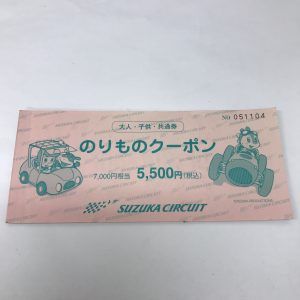 大人・子供・共通券
NO 051104
のりものクーポン
7,000円相当 5,500円(税込)
SUZUKA CIRCUIT